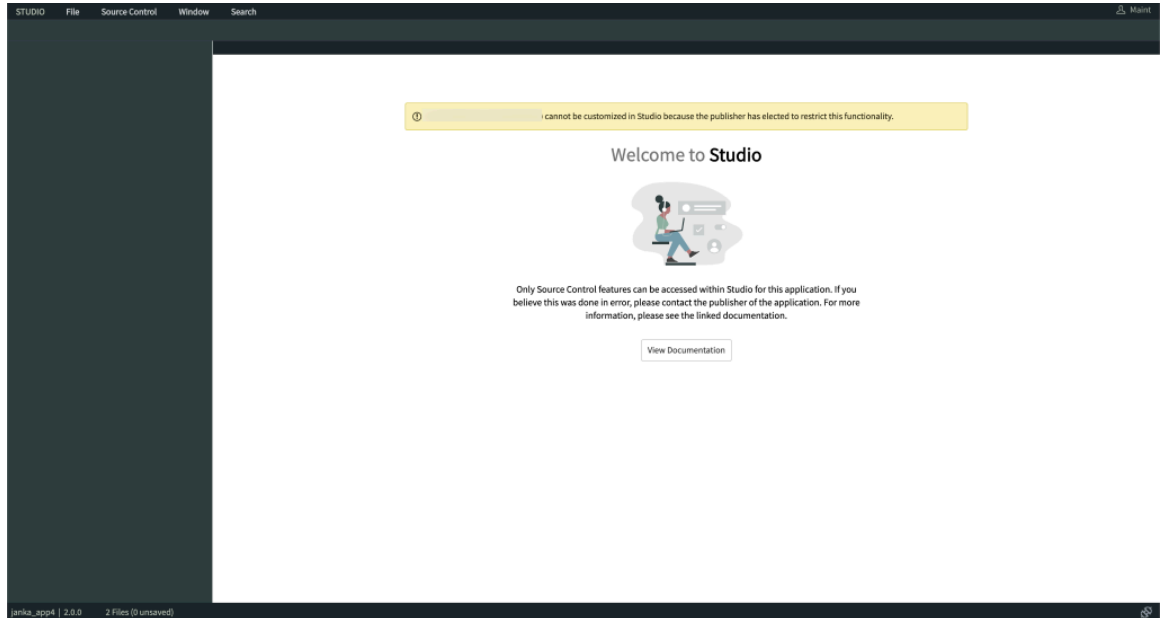 STUDIO File Source Control Window Search Maint
cannot be customized in Studio because the publisher has elected to restrict this functionality.
Welcome to Studio
Only Source Control features can be accessed within Studio for this application. If you
believe this was done in error, please contact the publisher of the application. For more
information, please see the linked documentation.
View Documentation
janka_app4 | 2.0.0 2 Files (0 unsaved)